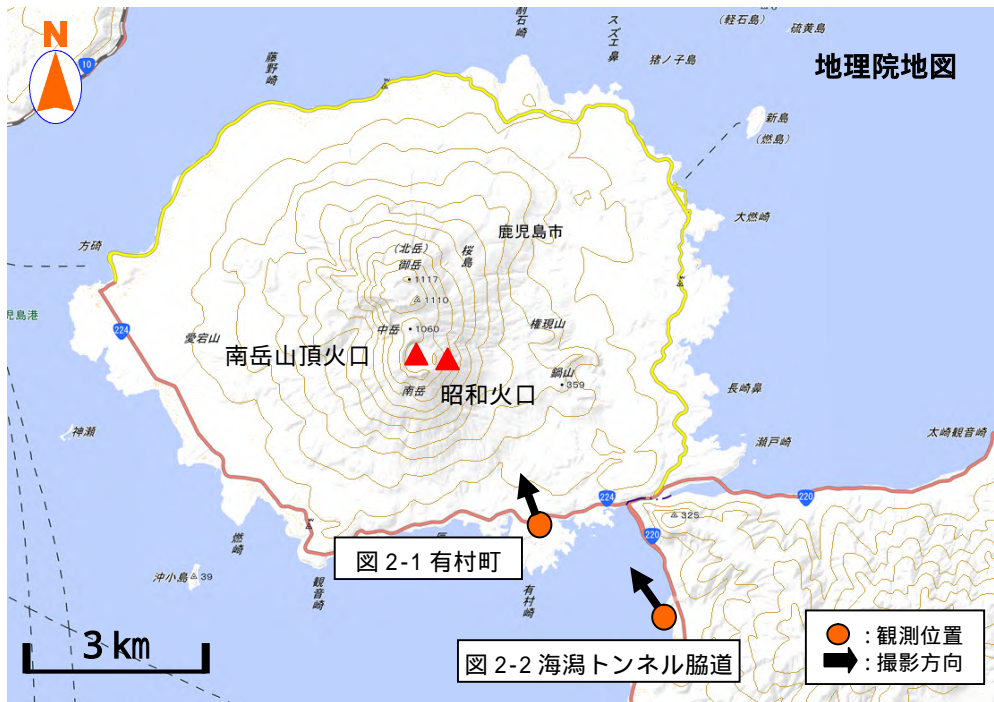 N
10
藤野崎
割石崎
スズエ鼻
(軽石島)
硫黄島
猪ノ子島
地理院地図
新島
(燃島)
大燃崎
鹿児島市
方碕
(北岳)
御岳
桜島
1117
1110
児島港
224
愛宕山
中岳
1060
権現山
南岳山頂火口
鍋山
359
南岳
昭和火口
長崎鼻
神瀬
瀬戸崎
太崎観音崎
224
220
325
220
燃崎
図 2-1 有村町
沖小島
39
観音崎
有村崎
3 km
図 2-2 海潟トンネル脇道
:観測位置
:撮影方向